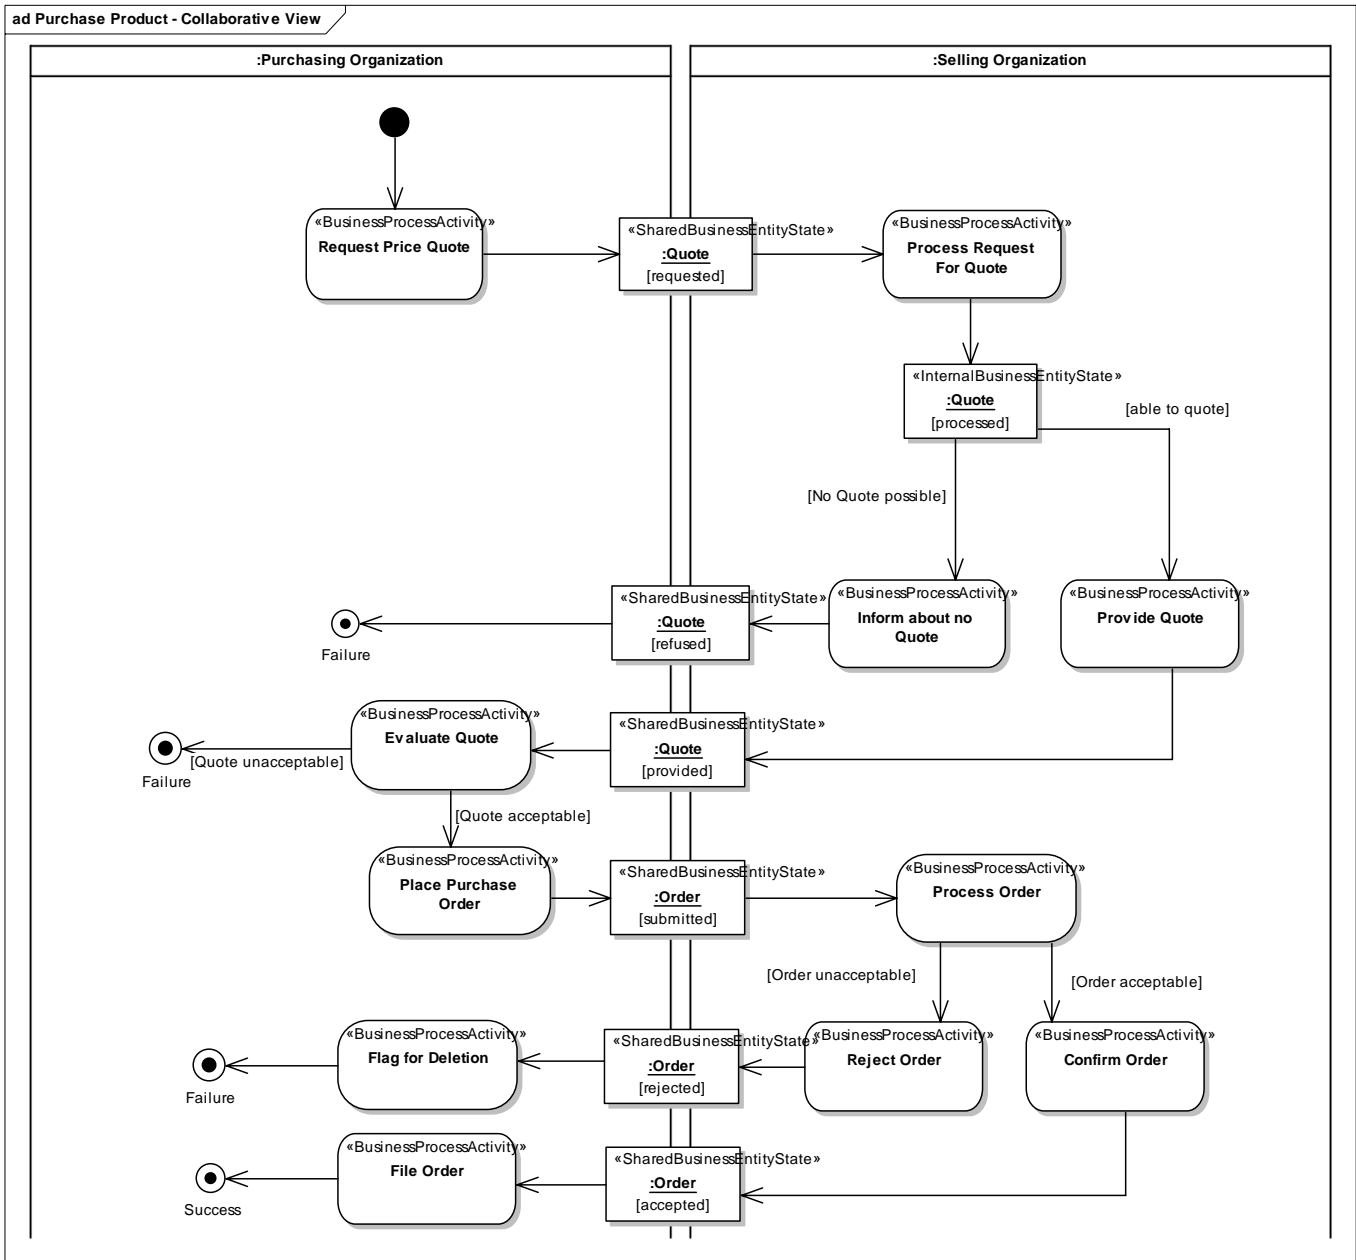 ad Purchase Product - Collaborative View
:Purchasing Organization
:Selling Organization
«BusinessProcessActivity»
Request Price Quote
«SharedBusinessEntityState»
:Quote
[requested]
«BusinessProcessActivity»
Process Request
For Quote
«InternalBusinessEntityState»
:Quote
[processed]
[able to quote]
[No Quote possible]
«SharedBusinessEntityState»
:Quote
[refused]
«BusinessProcessActivity»
Inform about no
Quote
«BusinessProcessActivity»
Provide Quote
Failure
«BusinessProcessActivity»
Evaluate Quote
«SharedBusinessEntityState»
:Quote
[provided]
[Quote unacceptable]
Failure
[Quote acceptable]
«BusinessProcessActivity»
Place Purchase
Order
«SharedBusinessEntityState»
:Order
[submitted]
«BusinessProcessActivity»
Process Order
[Order unacceptable]
[Order acceptable]
«BusinessProcessActivity»
Flag for Deletion
«SharedBusinessEntityState»
:Order
[rejected]
«BusinessProcessActivity»
Reject Order
«BusinessProcessActivity»
Confirm Order
Failure
«BusinessProcessActivity»
File Order
«SharedBusinessEntityState»
:Order
[accepted]
Success